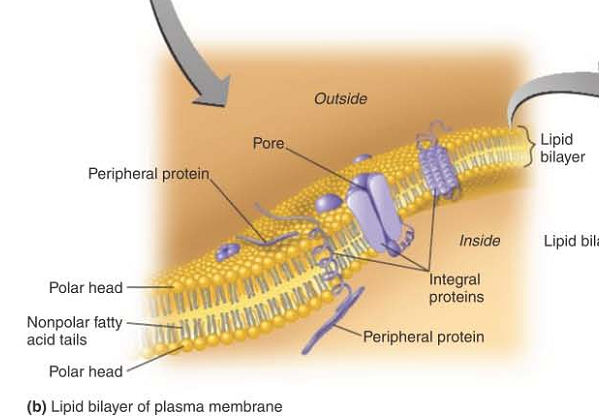 Outside
Pore
Lipid
bilayer
Peripheral protein
Inside
Lipid
Integral
proteins
Polar head
Nonpolar fatty
acid tails
Peripheral protein
Polar head
(b) Lipid bilayer of plasma membrane